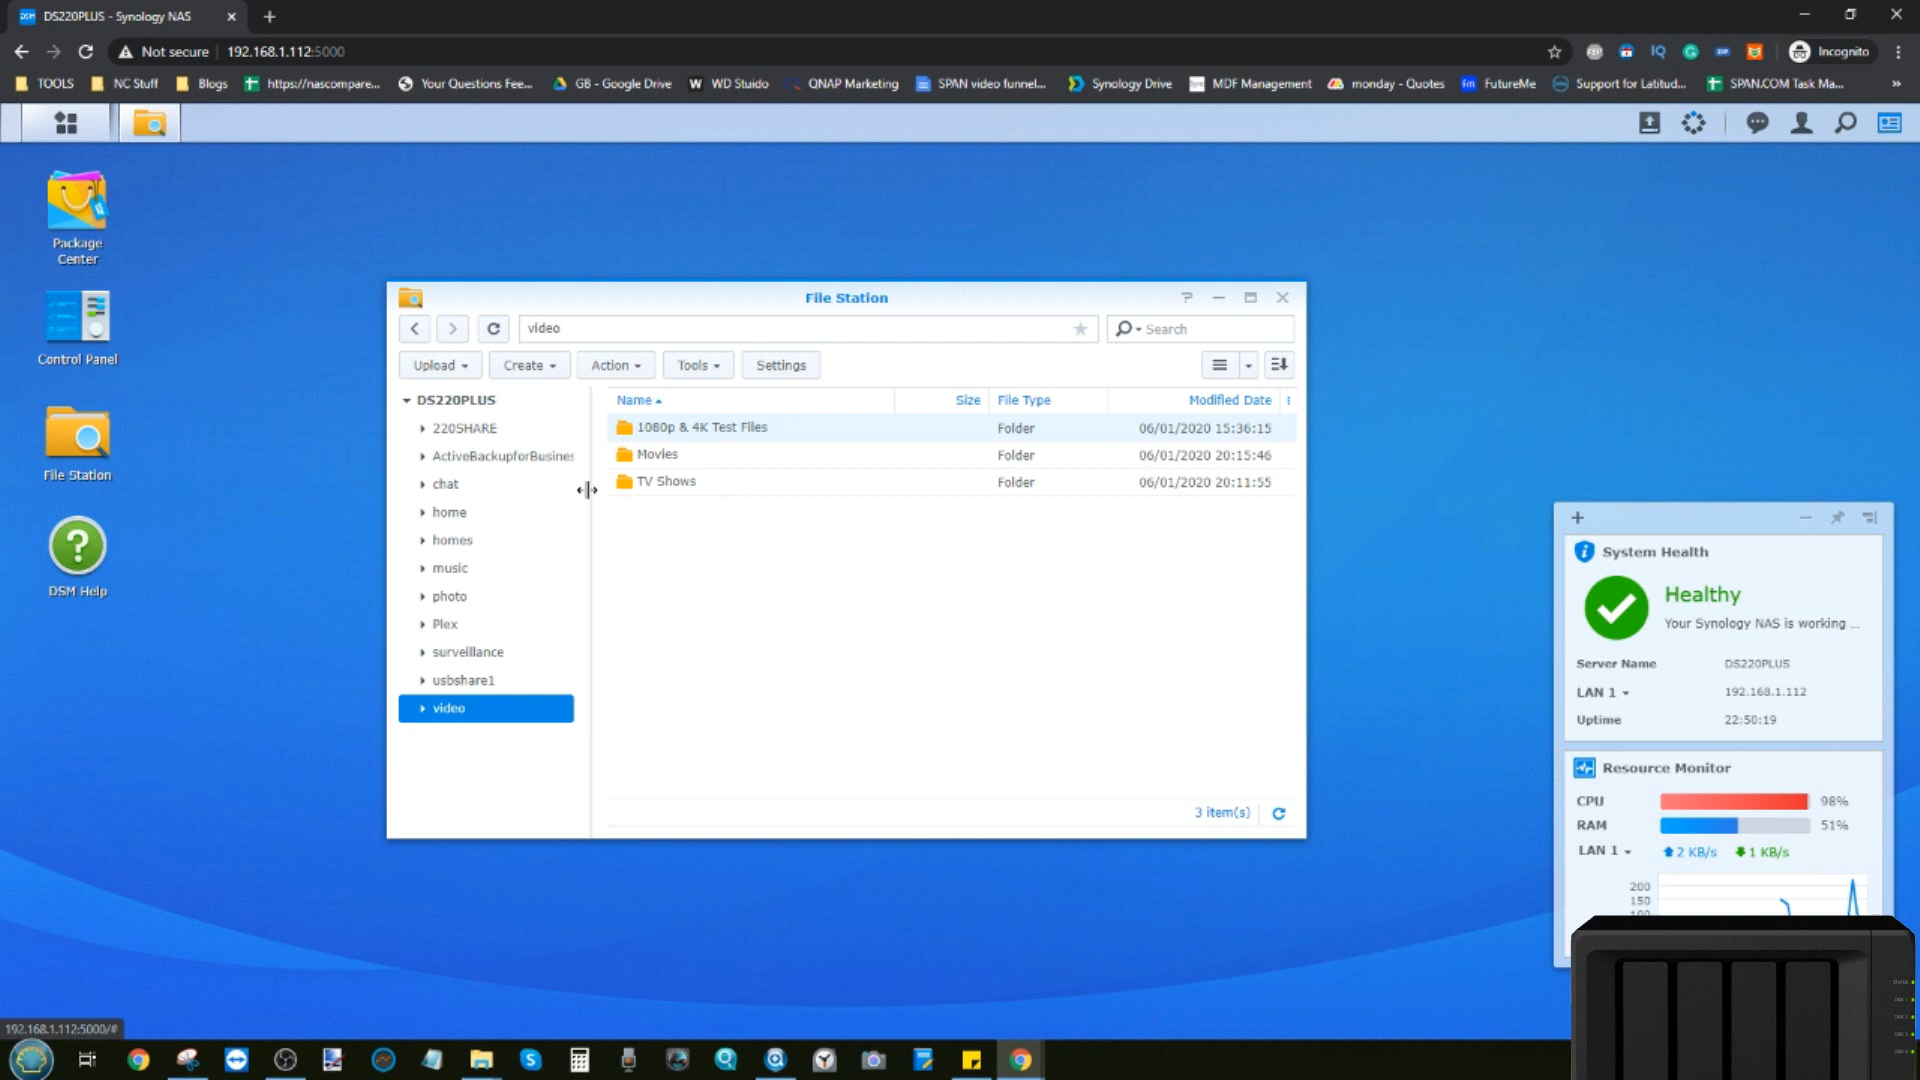 DS220PLUS - Synology NAS
Not secure
192.168.1.112:5000
Incognito
TOOLS
NC Stuff
Blogs
https://nascompare...
Your Questions Fee...
GB - Google Drive
WD Stuido
QNAP Marketing
SPAN video funnel...
Synology Drive
MDF Management
monday - Quotes
FutureMe
Support for Latitud...
SPAN.COM Task Ma...
Package
Center
Control Panel
File Station
DSM Help
File Station
video
Search
Upload
Create
Action
Tools
Settings
DS220PLUS
220SHARE
ActiveBackupforBusines
chat
home
homes
music
photo
Plex
surveillance
usbshare1
video
Name
Size
File Type
Modified Date
1080p & 4K Test Files
Folder
06/01/2020 15:36:15
Movies
Folder
06/01/2020 20:15:46
TV Shows
Folder
06/01/2020 20:11:55
3 item(s)
System Health
Healthy
Your Synology NAS is working ...
Server Name
DS220PLUS
LAN 1
192.168.1.112
Uptime
22:50:19
Resource Monitor
CPU
98%
RAM
51%
LAN 1
2 KB/s
1 KB/s
200
150
100
192.168.1.112:5000/#